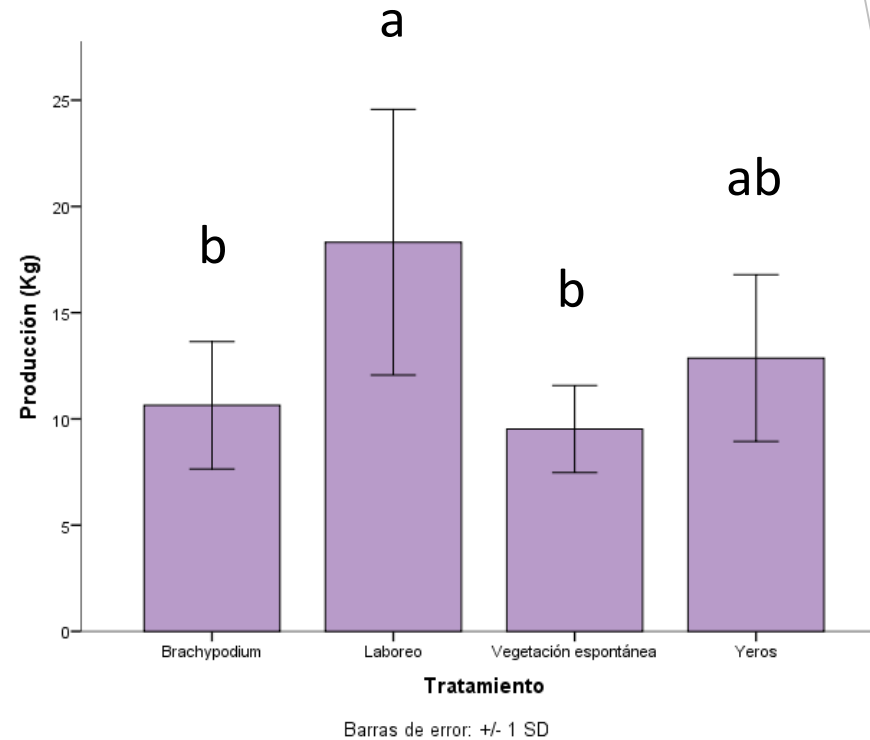 a
ab
b
b
25
20
15
10
5
0
Producción (Kg)
Brachypodium
Laboreo
Vegetación espontánea
Yeros
Tratamiento
Barras de error: +/- 1 SD